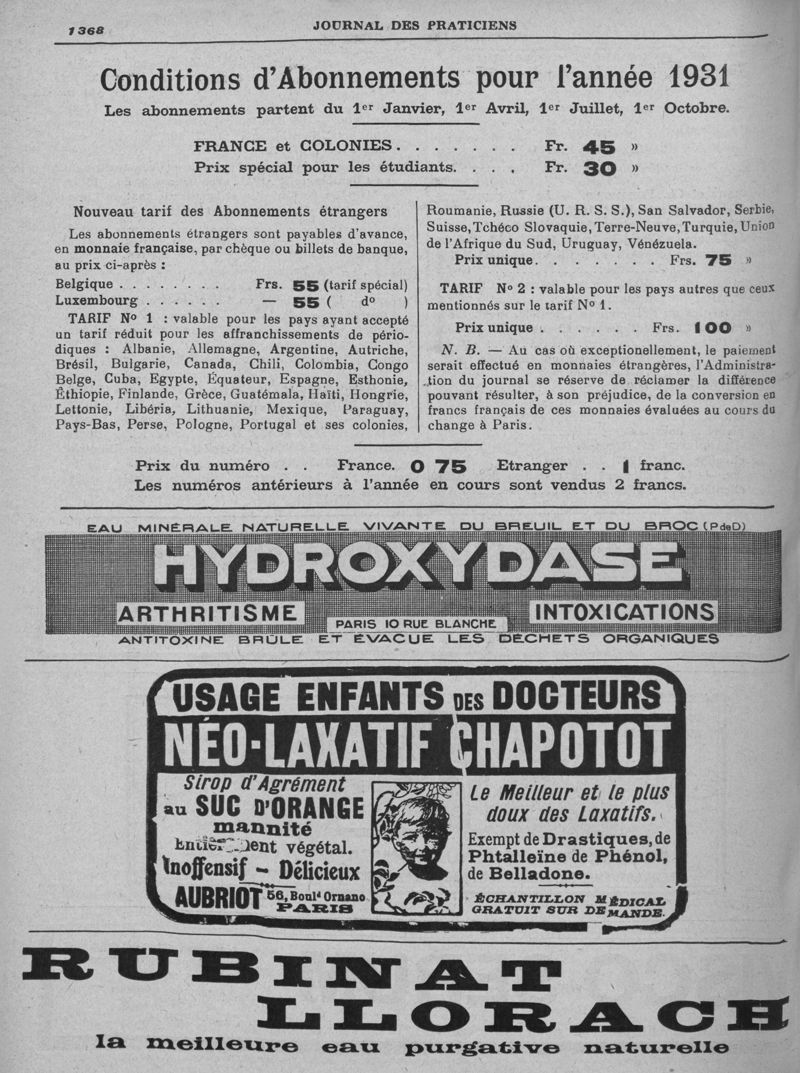 1368
JOURNAL DES PRATICIENS
Conditions d'Abonnements pour l'année 1931
Les abonnements partent du 1er Janvier, 1er Avril, 1er Juillet, 1er Octobre.
FRANCE et COLONIES . . . . . . . Fr. 45 »
Prix spécial pour les étudiants. . . . Fr. 30 »
Nouveau tarif des Abonnements étrangers
Les abonnements étrangers sont payables d'avance,
en monnaie française, par chèque ou billets de banque,
au prix ci-après :
Belgique . . . . . . . . Frs. 55 (tarif spécial)
Luxembourg . . . . . . — 55 ( do )
TARIF No 1 : valable pour les pays ayant accepté
un tarif réduit pour les affranchissements de pério-
diques : Albanie, Allemagne, Argentine, Autriche,
Brésil, Bulgarie, Canada, Chili, Colombia, Congo
Belge, Cuba, Egypte, Équateur, Espagne, Esthonie,
Éthiopie, Finlande, Grèce, Guatémala, Haïti, Hongrie,
Lettonie, Libéria, Lithuanie, Mexique, Paraguay,
Pays-Bas, Perse, Pologne, Portugal et ses colonies,
Roumanie, Russie (U. R. S. S.), San Salvador, Serbie,
Suisse, Tchéco Slovaquie, Terre-Neuve, Turquie, Union
de l'Afrique du Sud, Uruguay, Vénézuela.
Prix unique . . . . . . . Frs. 75 »
TARIF No 2 : valable pour les pays autres que ceux
mentionnés sur le tarif No 1.
Prix unique . . . . . . Frs. 100 »
N. B. — Au cas où exceptionellement, le paiement
serait effectué en monnaies étrangères, l'Administra-
tion du journal se réserve de réclamer la différence
pouvant résulter, à son préjudice, de la conversion en
francs français de ces monnaies évaluées au cours du
change à Paris.
Prix du numéro . . France. 0 75 Etranger . . 1 franc.
Les numéros antérieurs à l'année en cours sont vendus 2 francs.
EAU MINÉRALE NATURELLE VIVANTE DU BREUIL ET DU BROC (P de D)
HYDROXYDASE
ARTHRITISME
PARIS 10 RUE BLANCHE
INTOXICATIONS
ANTITOXINE BRÛLE ET ÉVACUE LES DÉCHETS ORGANIQUES
USAGE ENFANTS DES DOCTEURS
NÉO-LAXATIF CHAPOTOT
Sirop d'Agrément
au SUC D'ORANGE
mannité
Entièrement végétal.
Inoffensif - Délicieux
AUBRIOT 56, Boul.d Ornano
PARIS
Le Meilleur et le plus
doux des Laxatifs.
Exempt de Drastiques, de
Phtalleïne de Phénol,
de Belladone.
ÉCHANTILLON MÉDICAL
GRATUIT SUR DEMANDE.
RUBINAT
LLORACH
la meilleure eau purgative naturelle